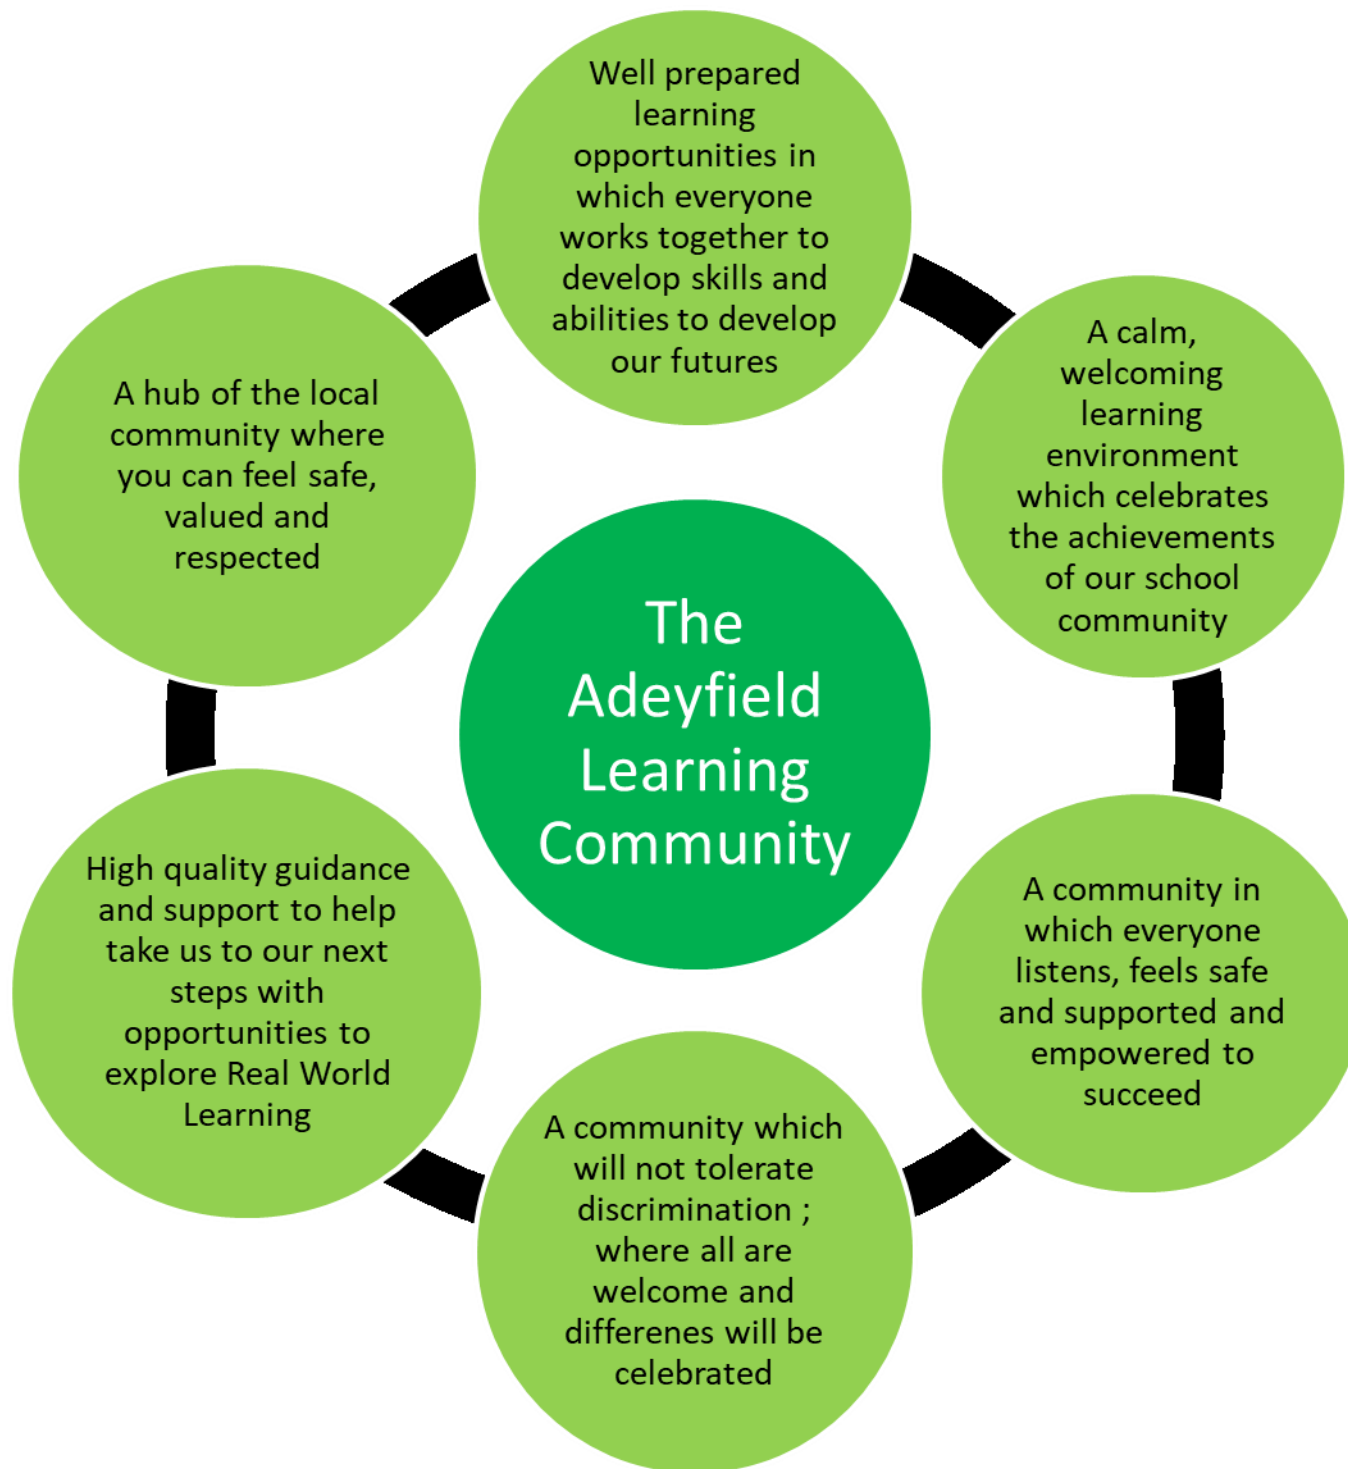 Well prepared
learning
opportunities in
which everyone
works together to
develop skills and
abilities to develop
our futures
A calm,
welcoming
learning
environment
which celebrates
the achievements
of our school
community
A community in
which everyone
listens, feels safe
and supported and
empowered to
succeed
A community which
will not tolerate
discrimination ;
where all are
welcome and
differenes will be
celebrated
High quality guidance
and support to help
take us to our next
steps with
opportunities to
explore Real World
Learning
A hub of the local
community where
you can feel safe,
valued and
respected
The
Adeyfield
Learning
Community